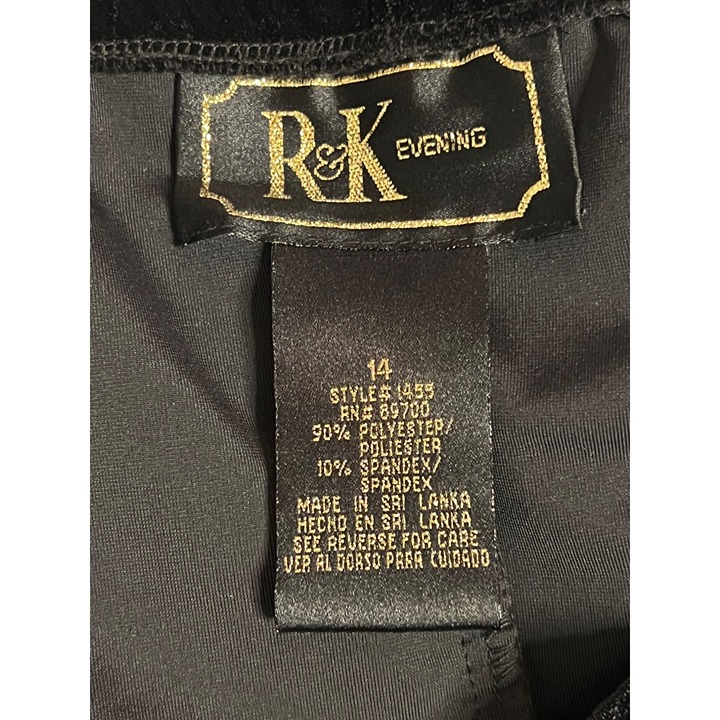 R&K EVENING
14
STYLE# 1455
RN# 69700
90% POLYESTER/
POLIESTER
10% SPANDEX/
SPANDEX
MADE IN SRI LANKA
HECHO EN SRI LANKA
SEE REVERSE FOR CARE
VER AL DORSO PARA CUIDADO